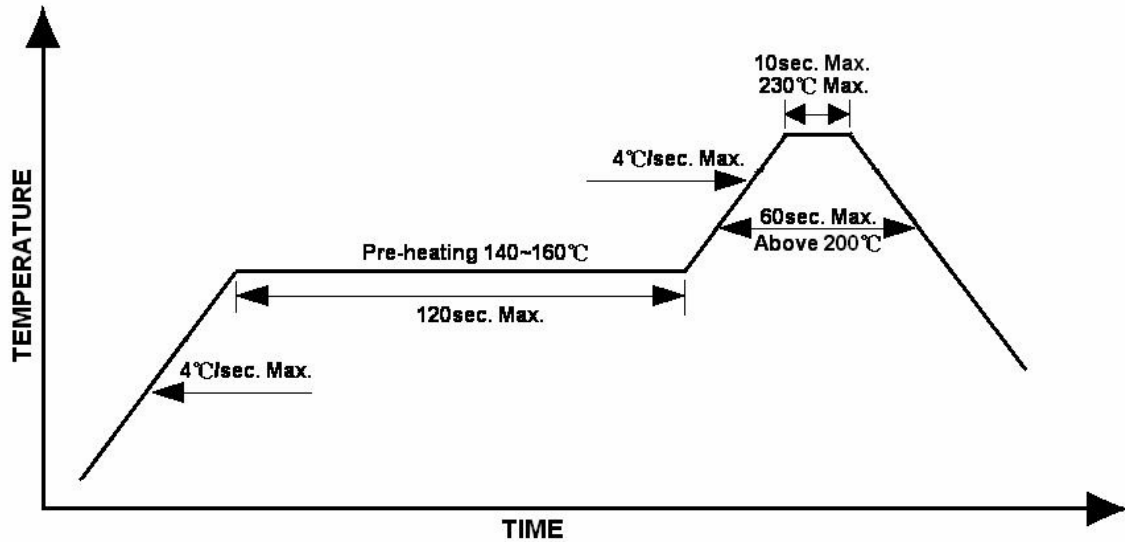 10sec. Max.
230℃ Max.
4℃/sec. Max.
60sec. Max.
Above 200℃
Pre-heating 140~160℃
120sec. Max.
4℃/sec. Max.
TEMPERATURE
TIME